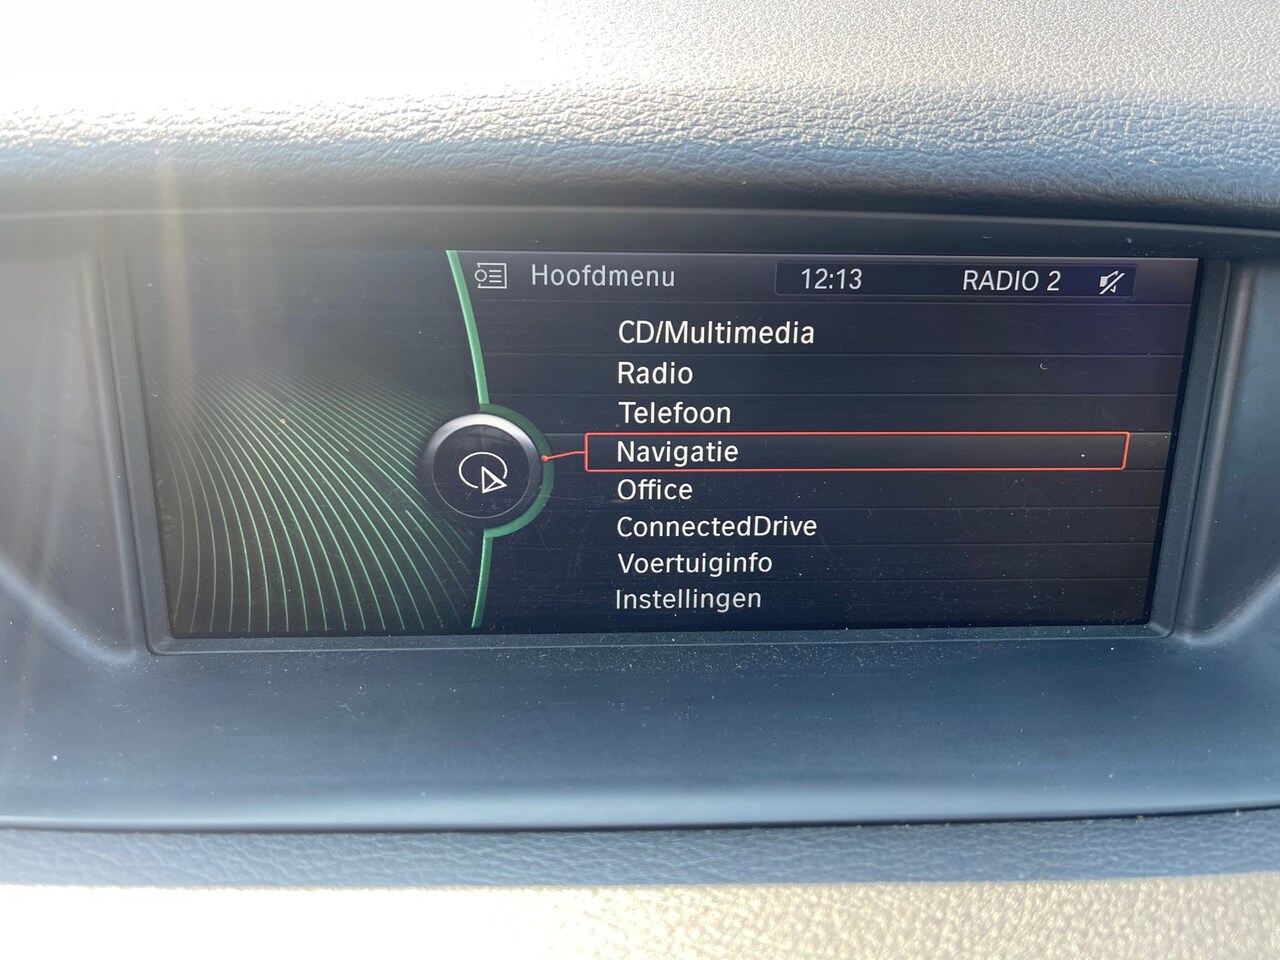 Hoofdmenu 12:13 RADIO 2
CD/Multimedia
Radio
Telefoon
Navigatie
Office
ConnectedDrive
Voertuiginfo
Instellingen